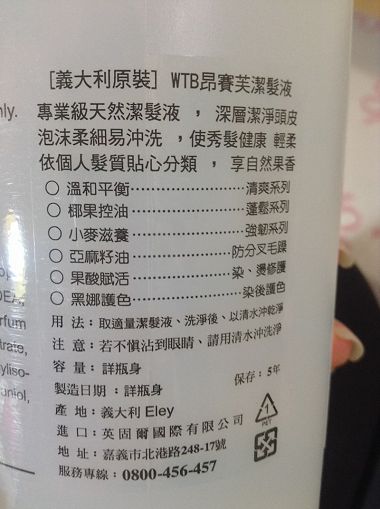 [義大利原裝] WTB昂賽芙潔髮液
專業級天然潔髮液，深層潔淨頭皮
泡沫柔細易沖洗，使秀髮健康 輕柔
依個人髮質貼心分類，享自然果香
○ 溫和平衡⋯⋯⋯⋯⋯⋯清爽系列
○ 椰果控油⋯⋯⋯⋯⋯⋯蓬鬆系列
○ 小麥滋養⋯⋯⋯⋯⋯⋯強韌系列
○ 亞麻籽油⋯⋯⋯⋯⋯防分叉毛躁
○ 果酸賦活⋯⋯⋯⋯⋯染、燙修護
○ 黑娜護色⋯⋯⋯⋯⋯⋯染後護色
用 法：取適量潔髮液、洗淨後、以清水沖乾淨
注 意：若不慎沾到眼睛、請用清水沖洗淨
容 量：詳瓶身
製造日期：詳瓶身
保存：5年
產 地：義大利 Eley
進 口：英固爾國際有限公司
地 址：嘉義市北港路248-17號
服務專線：0800-456-457
1
PET
nly.
DEA,
rfum
trate,
yliso-
aniol,